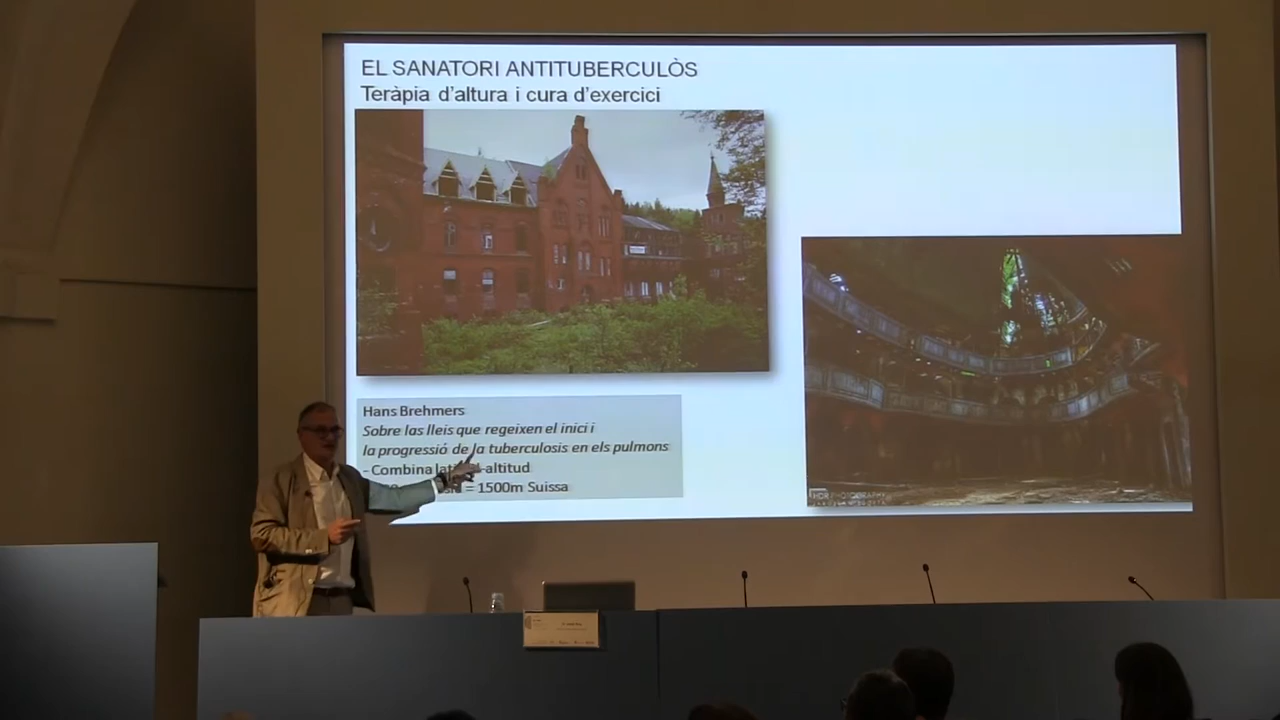 EL SANATORI ANTITUBERCULÒS
Teràpia d'altura i cura d'exercici
Hans Brehmers
Sobre las lleis que regeixen el inici i
la progressió de la tuberculosis en els pulmons
- Combina altitud
= 1500m Suissa